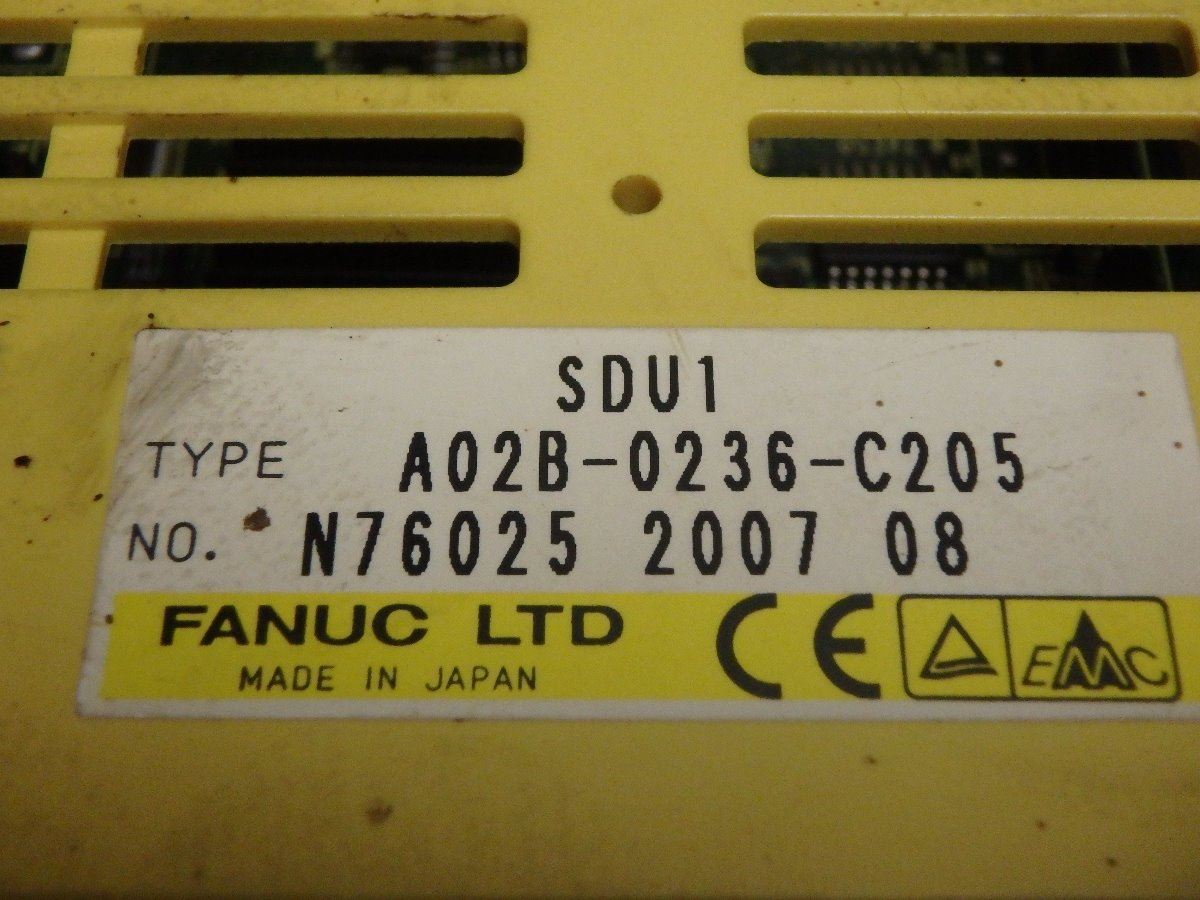 SDU1
TYPE A02B-0236-C205
NO. N76025 2007 08
FANUC LTD CE EMC
MADE IN JAPAN